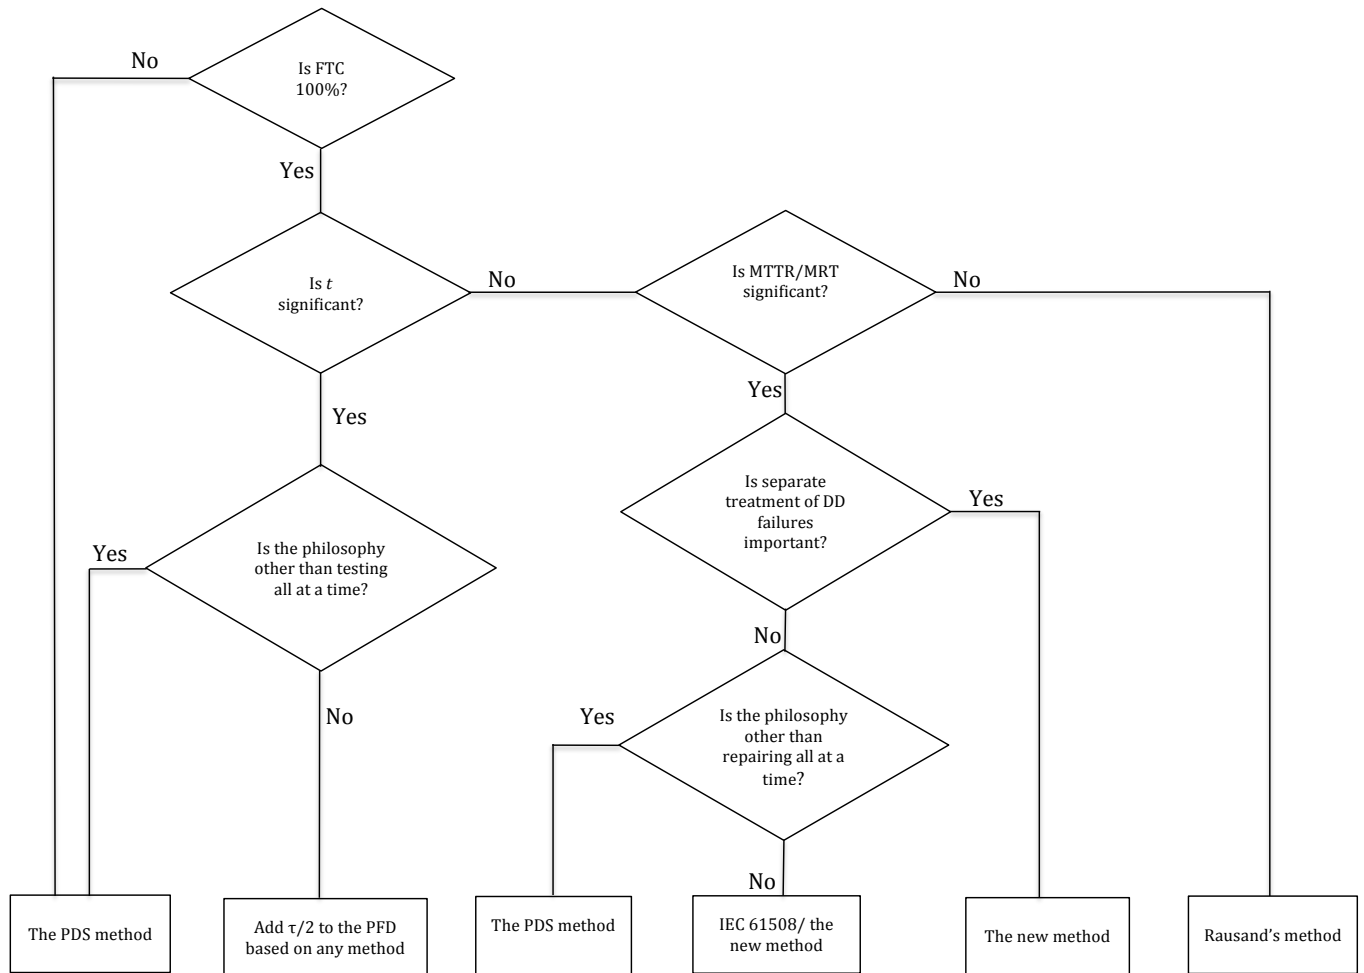 No
Is FTC
100%?
Yes
Is t
significant?
No
Is MTTR/MRT
significant?
No
Yes
Yes
Is separate
treatment of DD
failures
important?
Yes
Yes
Is the philosophy
other than testing
all at a time?
No
No
Yes
Is the philosophy
other than
repairing all at a
time?
No
The PDS method
Add τ/2 to the PFD
based on any method
The PDS method
IEC 61508/ the
new method
The new method
Rausand's method